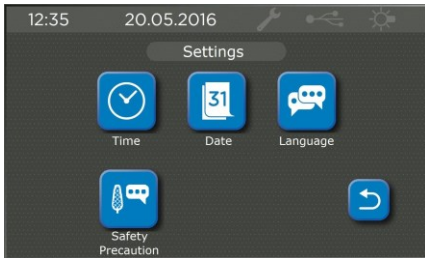 12:35 20.05.2016
Settings
31
Time Date Language
Safety
Precaution